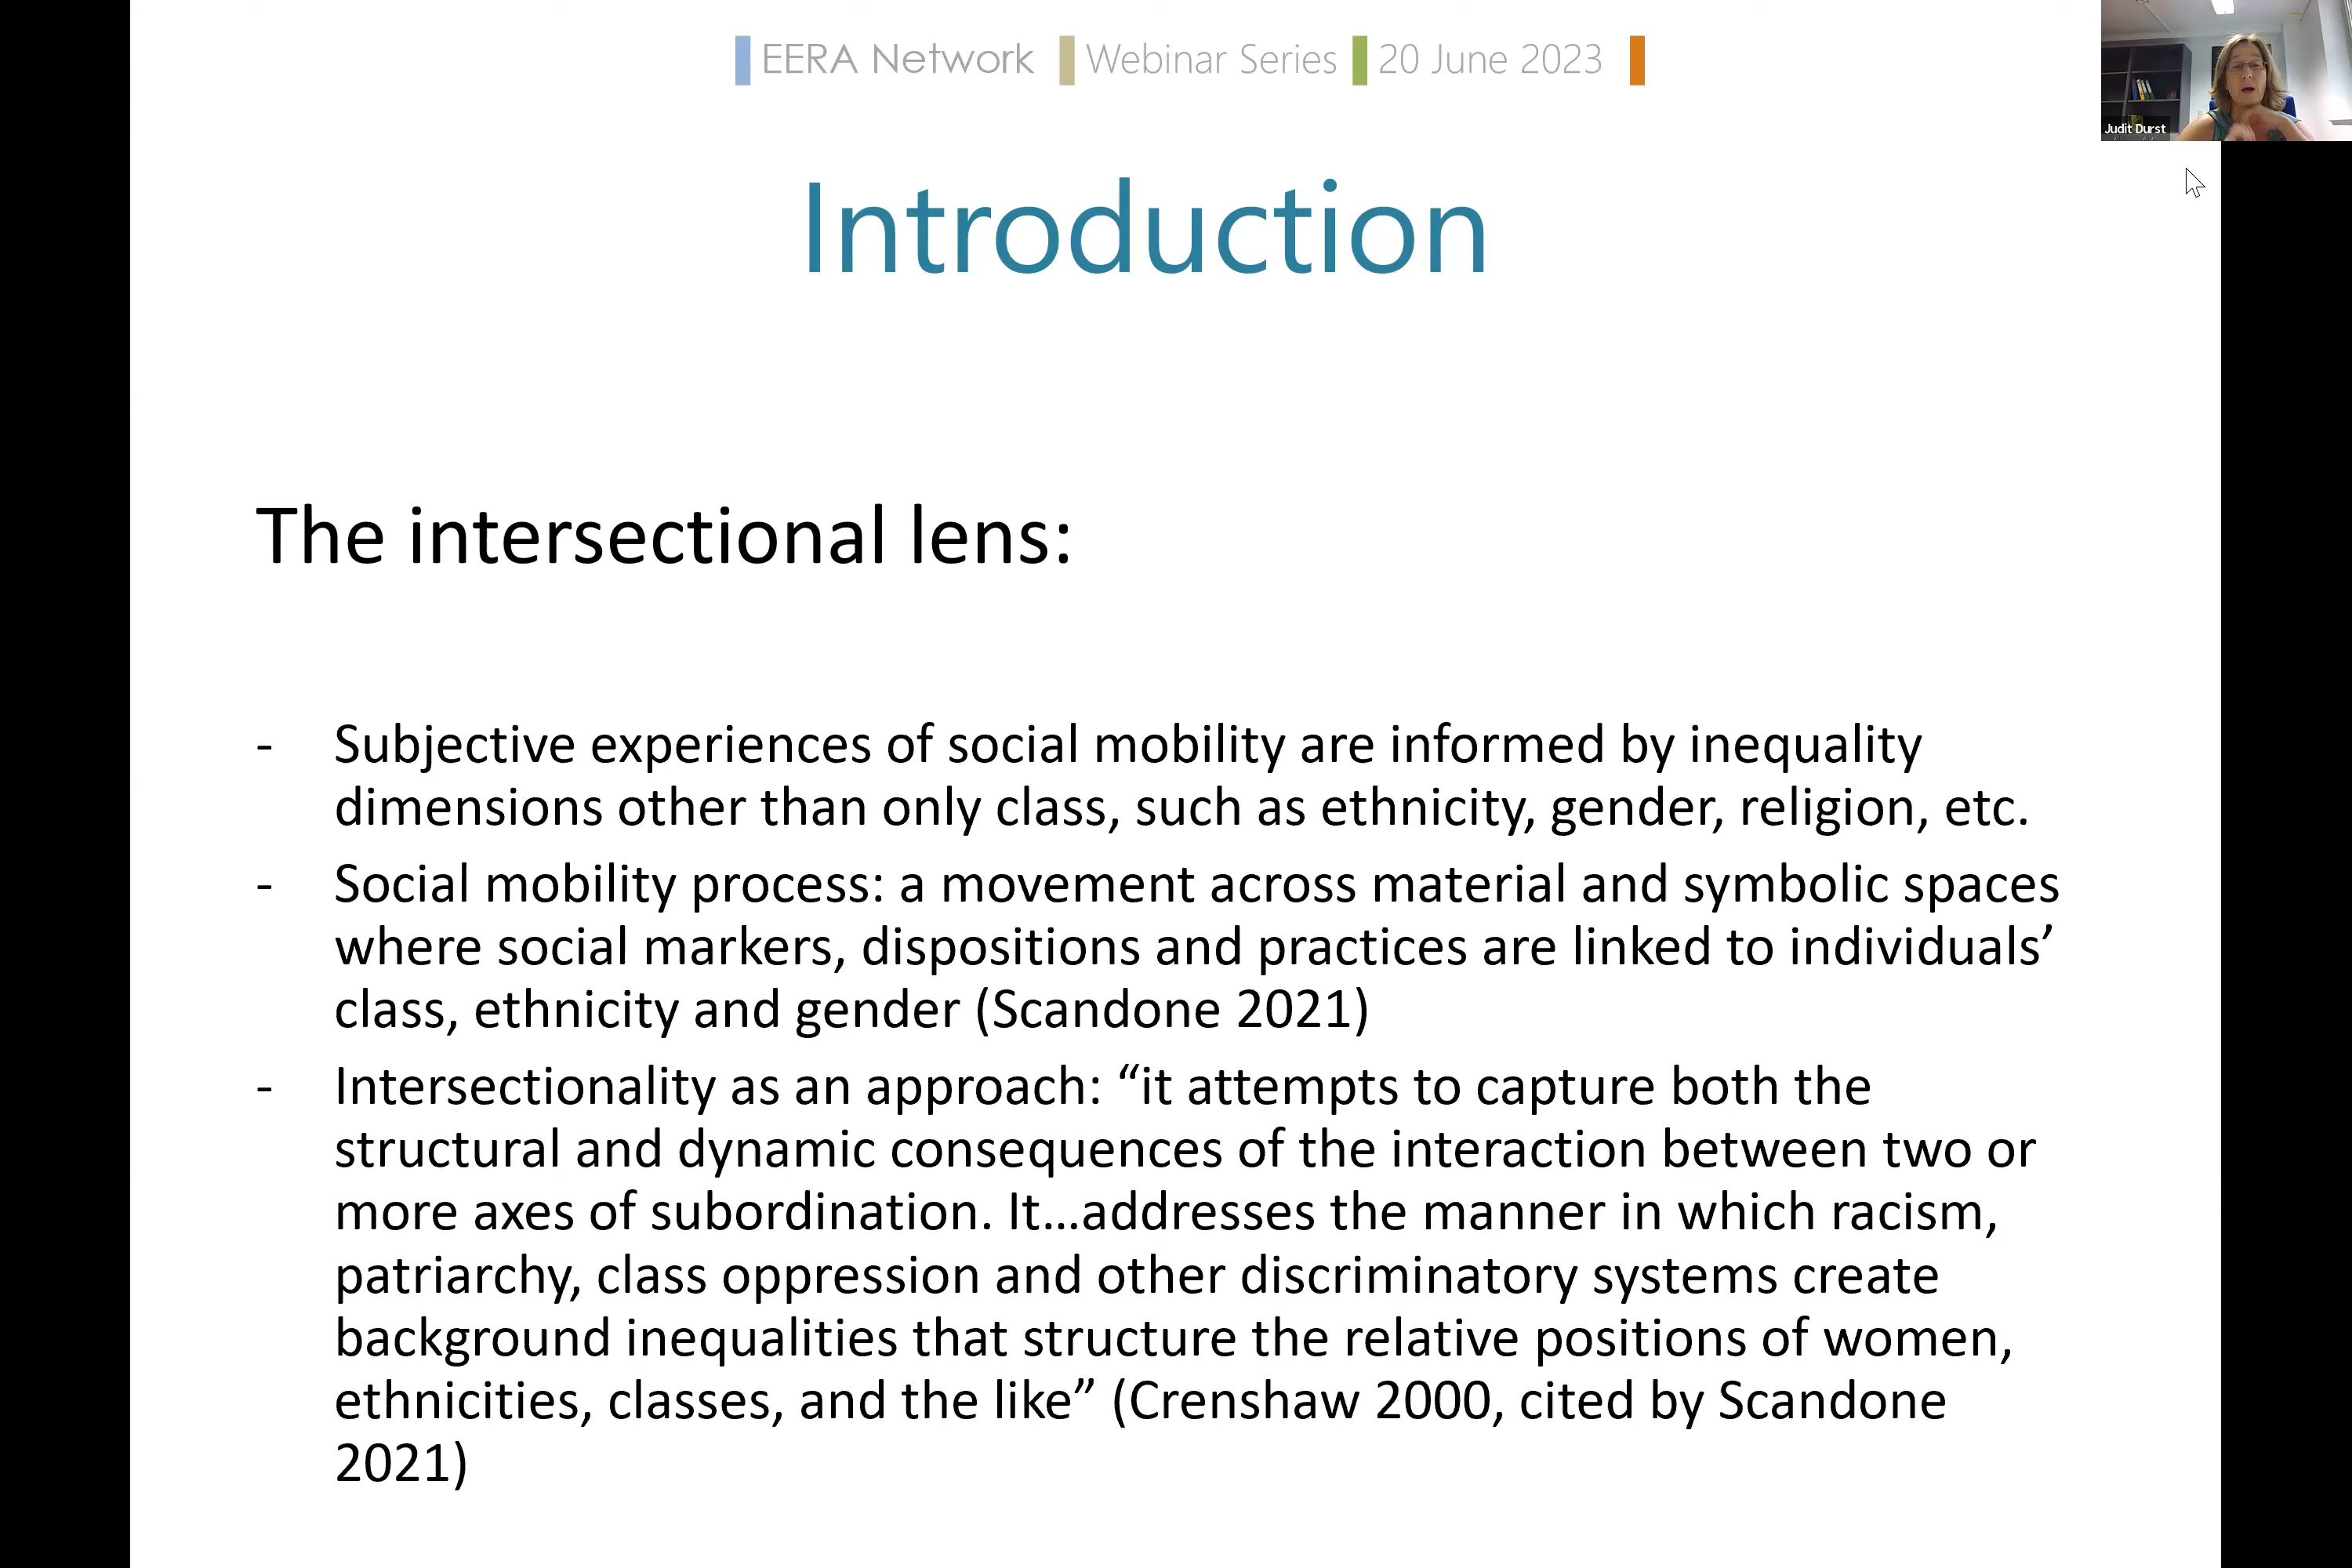 EERA Network Webinar Series 20 June 2023
Judit Durst
Introduction
The intersectional lens:
- Subjective experiences of social mobility are informed by inequality
dimensions other than only class, such as ethnicity, gender, religion, etc.
- Social mobility process: a movement across material and symbolic spaces
where social markers, dispositions and practices are linked to individuals’
class, ethnicity and gender (Scandone 2021)
- Intersectionality as an approach: “it attempts to capture both the
structural and dynamic consequences of the interaction between two or
more axes of subordination. It…addresses the manner in which racism,
patriarchy, class oppression and other discriminatory systems create
background inequalities that structure the relative positions of women,
ethnicities, classes, and the like” (Crenshaw 2000, cited by Scandone
2021)